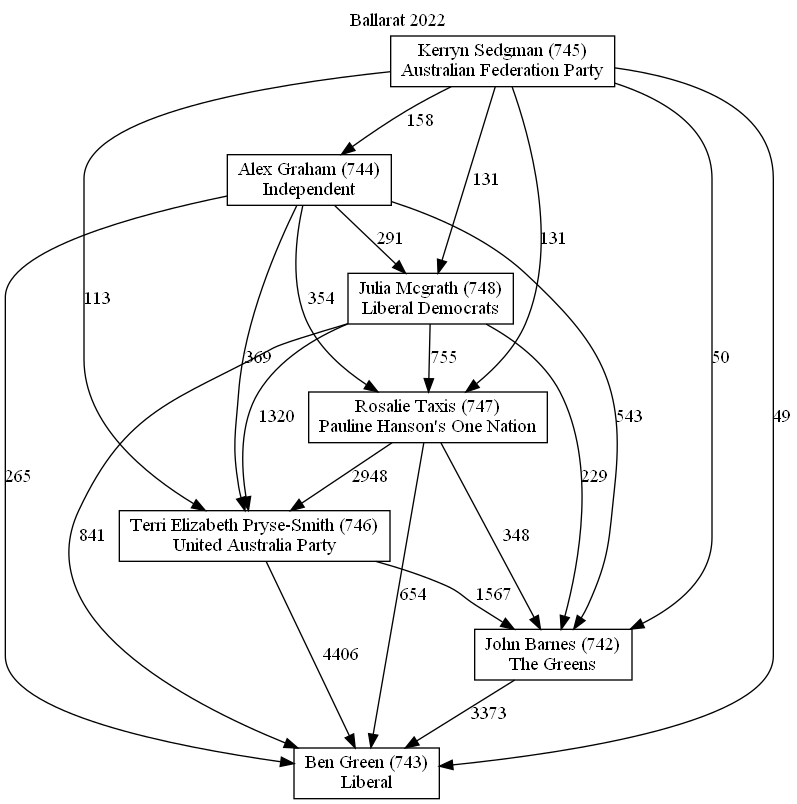 Ballarat 2022
Kerryn Sedgman (745)
Australian Federation Party
158
Alex Graham (744)
Independent
131
131
291
Julia Mcgrath (748)
Liberal Democrats
113
354
369
755
50
Rosalie Taxis (747)
Pauline Hanson's One Nation
1320
543
49
265
2948
229
Terri Elizabeth Pryse-Smith (746)
United Australia Party
841
348
654
1567
John Barnes (742)
The Greens
4406
3373
Ben Green (743)
Liberal